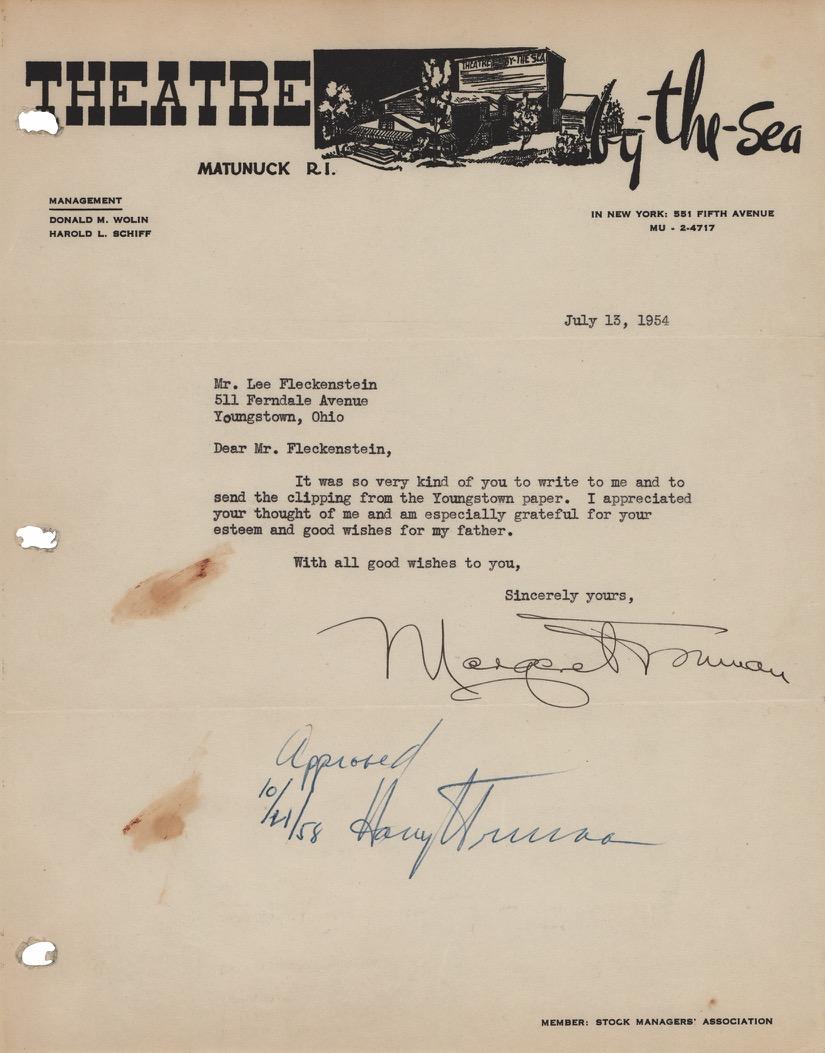 THEATRE by-the-Sea
THEATRE-BY-THE SEA
MATUNUCK R.I.
MANAGEMENT
DONALD M. WOLIN
HAROLD L. SCHIFF
IN NEW YORK: 551 FIFTH AVENUE
MU - 2-4717
July 13, 1954
Mr. Lee Fleckenstein
511 Ferndale Avenue
Youngstown, Ohio
Dear Mr. Fleckenstein,
It was so very kind of you to write to me and to
send the clipping from the Youngstown paper. I appreciated
your thought of me and am especially grateful for your
esteem and good wishes for my father.
With all good wishes to you,
Sincerely yours,
Margaret Truman
Approved
10/21/58 Harry Truman
MEMBER: STOCK MANAGERS' ASSOCIATION